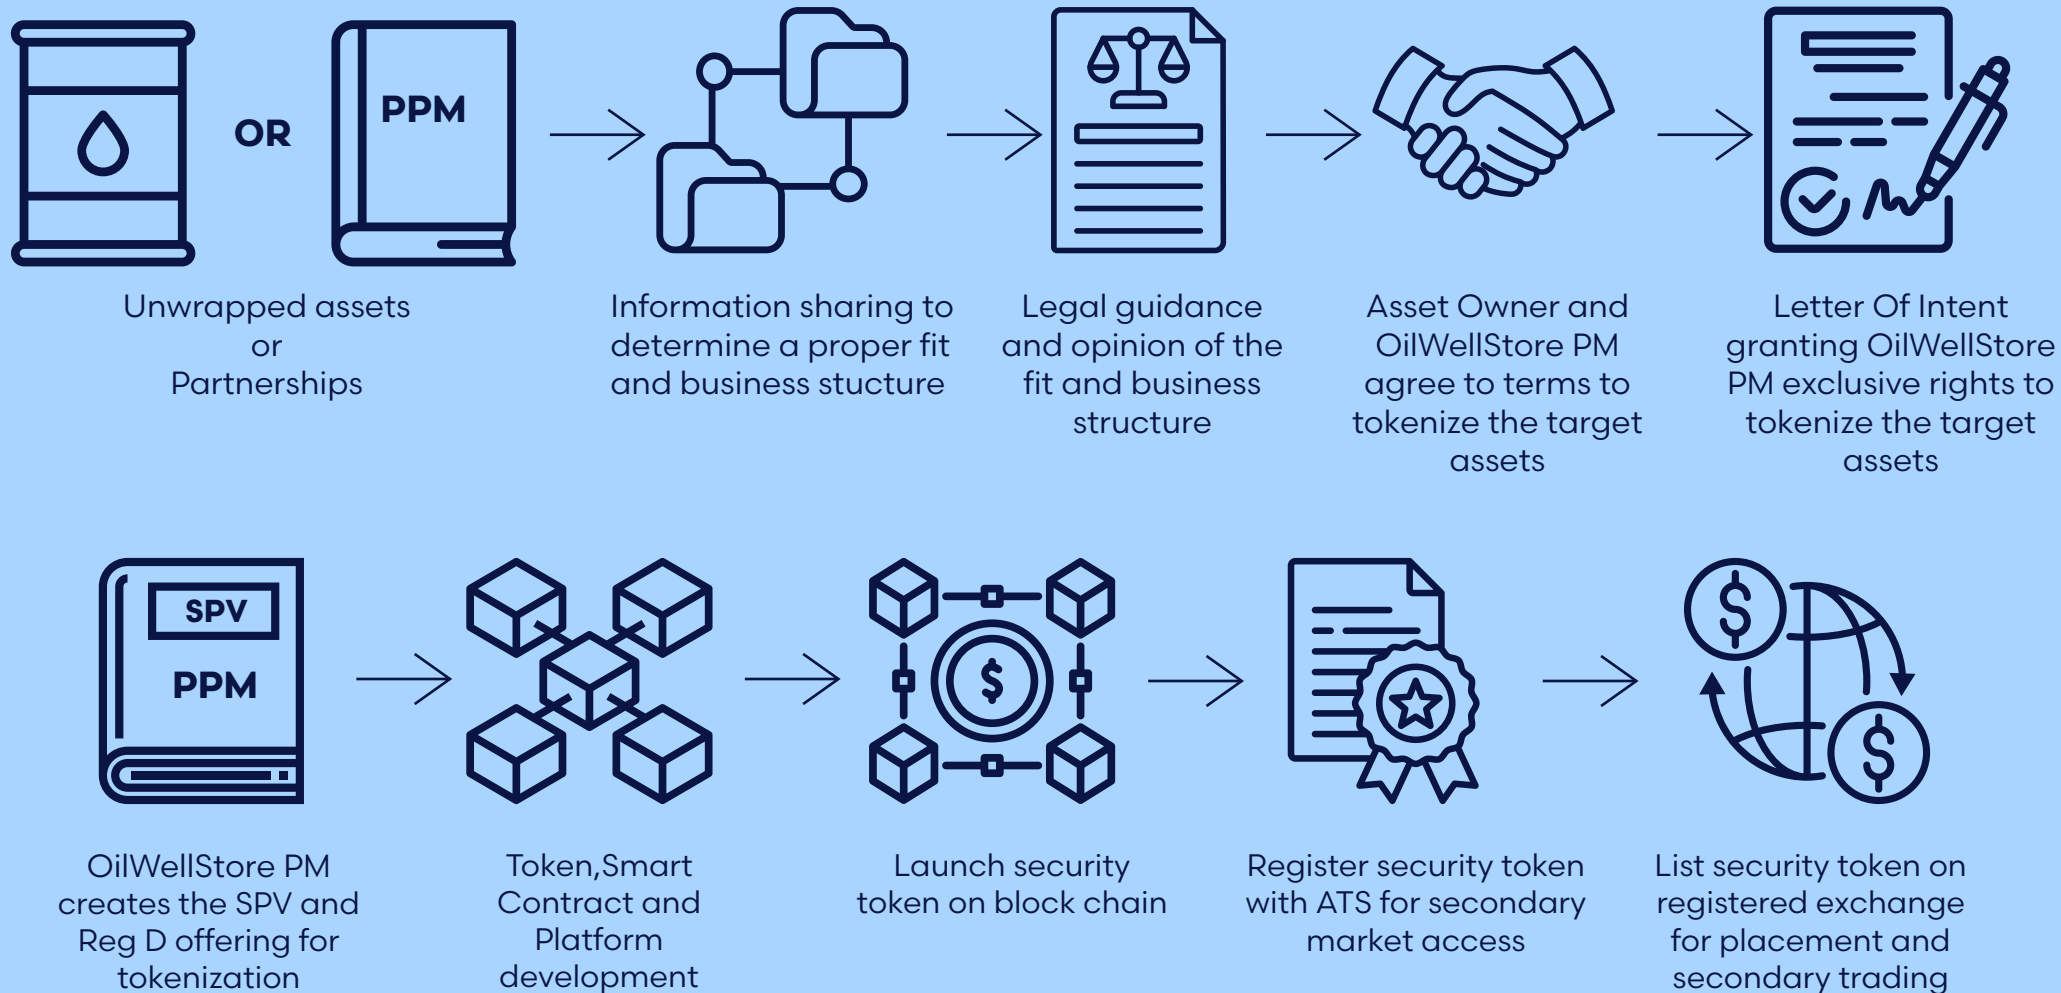 OR
PPM
Unwrapped assets
or
Partnerships
Information sharing to
determine a proper fit
and business stucture
Legal guidance
and opinion of the
fit and business
structure
Asset Owner and
OilWellStore PM
agree to terms to
tokenize the target
assets
Letter Of Intent
granting OilWellStore
PM exclusive rights to
tokenize the target
assets
SPV
PPM
OilWellStore PM
creates the SPV and
Reg D offering for
tokenization
Token,Smart
Contract and
Platform
development
$
Launch security
token on block chain
Register security token
with ATS for secondary
market access
$
$
List security token on
registered exchange
for placement and
secondary trading